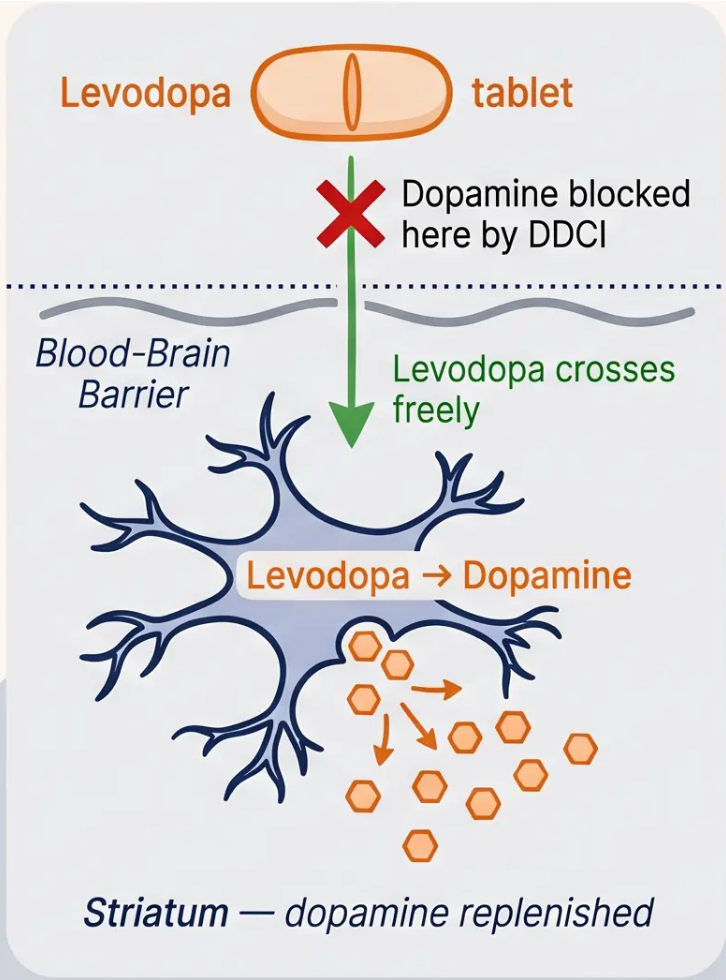 Levodopa tablet
Dopamine blocked
here by DDCI
Blood-Brain
Barrier
Levodopa crosses
freely
Levodopa → Dopamine
Striatum — dopamine replenished